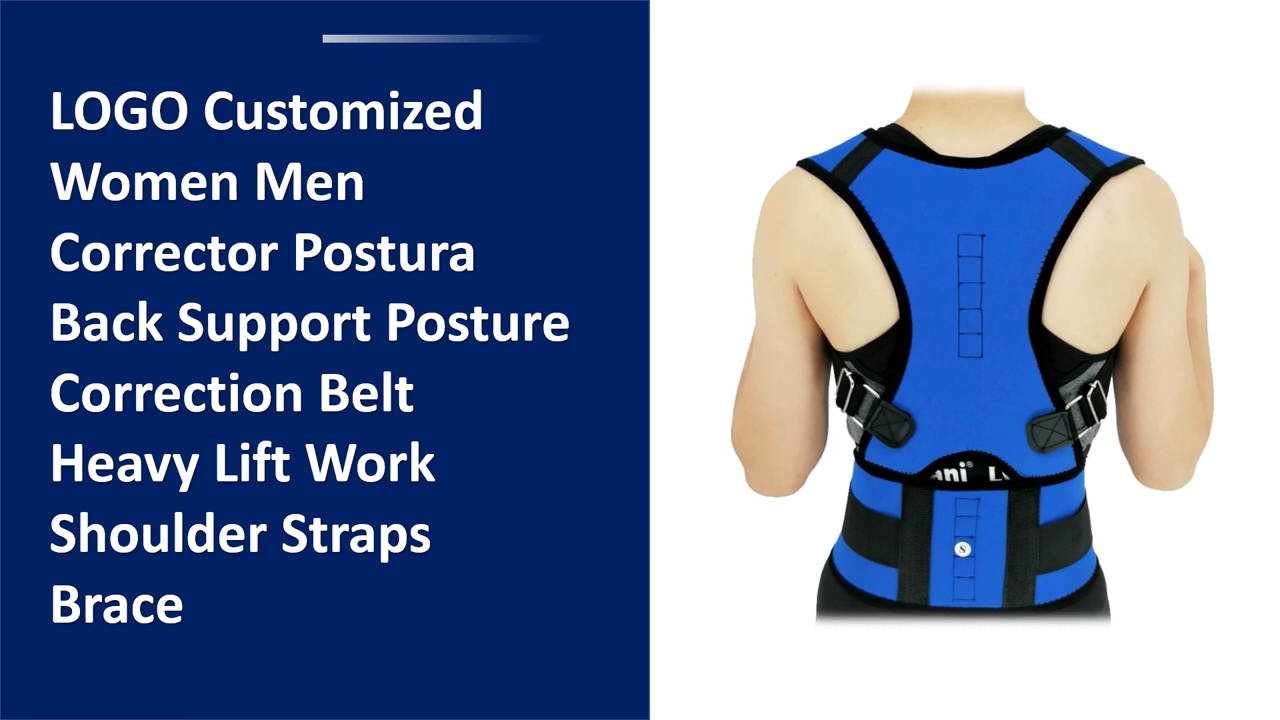 LOGO Customized
Women Men
Corrector Postura
Back Support Posture
Correction Belt
Heavy Lift Work
Shoulder Straps
Brace
S